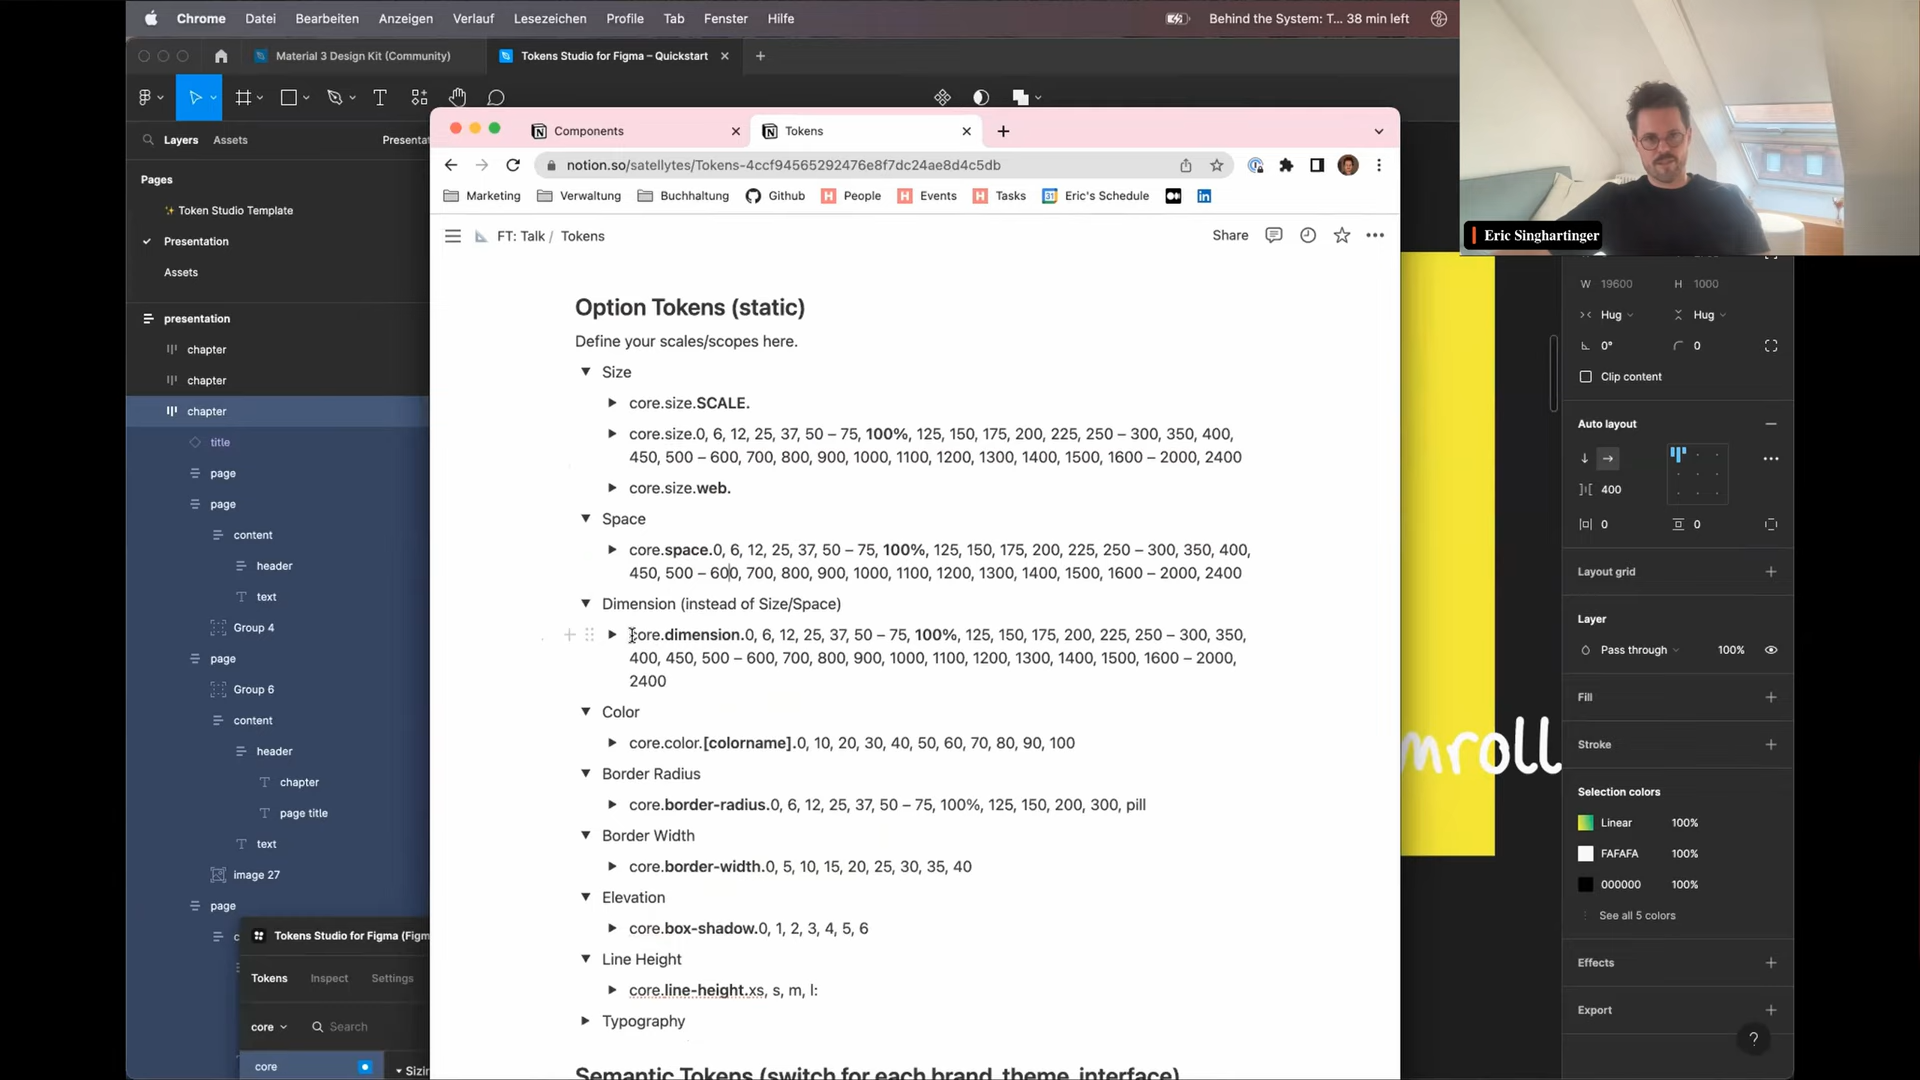 Chrome Datei Bearbeiten Anzeigen Verlauf Lesezeichen Profile Tab Fenster Hilfe
Behind the System: T... 38 min left
Material 3 Design Kit (Community)
Tokens Studio for Figma – Quickstart
Layers Assets
Presentat
Pages
✨ Token Studio Template
Presentation
Assets
presentation
chapter
chapter
chapter
title
page
page
content
header
text
Group 4
page
Group 6
content
header
chapter
page title
text
image 27
page
c
Tokens Studio for Figma (Figm
Tokens Inspect Settings
core
Search
core
Sizin
Components
Tokens
notion.so/satellytes/Tokens-4ccf94565292476e8f7dc24ae8d4c5db
Marketing Verwaltung Buchhaltung Github People Events Tasks Eric's Schedule
FT: Talk / Tokens
Share
Option Tokens (static)
Define your scales/scopes here.
Size
core.size.SCALE.
core.size.0, 6, 12, 25, 37, 50 – 75, 100%, 125, 150, 175, 200, 225, 250 – 300, 350, 400,
450, 500 – 600, 700, 800, 900, 1000, 1100, 1200, 1300, 1400, 1500, 1600 – 2000, 2400
core.size.web.
Space
core.space.0, 6, 12, 25, 37, 50 – 75, 100%, 125, 150, 175, 200, 225, 250 – 300, 350, 400,
450, 500 – 600, 700, 800, 900, 1000, 1100, 1200, 1300, 1400, 1500, 1600 – 2000, 2400
Dimension (instead of Size/Space)
core.dimension.0, 6, 12, 25, 37, 50 – 75, 100%, 125, 150, 175, 200, 225, 250 – 300, 350,
400, 450, 500 – 600, 700, 800, 900, 1000, 1100, 1200, 1300, 1400, 1500, 1600 – 2000,
2400
Color
core.color.[colorname].0, 10, 20, 30, 40, 50, 60, 70, 80, 90, 100
Border Radius
core.border-radius.0, 6, 12, 25, 37, 50 – 75, 100%, 125, 150, 200, 300, pill
Border Width
core.border-width.0, 5, 10, 15, 20, 25, 30, 35, 40
Elevation
core.box-shadow.0, 1, 2, 3, 4, 5, 6
Line Height
core.line-height.xs, s, m, l:
Typography
Semantic Tokens (switch for each brand, theme, interface)
Eric Singhartinger
mroll
W 19600 H 1000
Hug Hug
0° 0
Clip content
Auto layout
400
0 0
Layout grid
Layer
Pass through 100%
Fill
Stroke
Selection colors
Linear 100%
FAFAFA 100%
000000 100%
See all 5 colors
Effects
Export
?